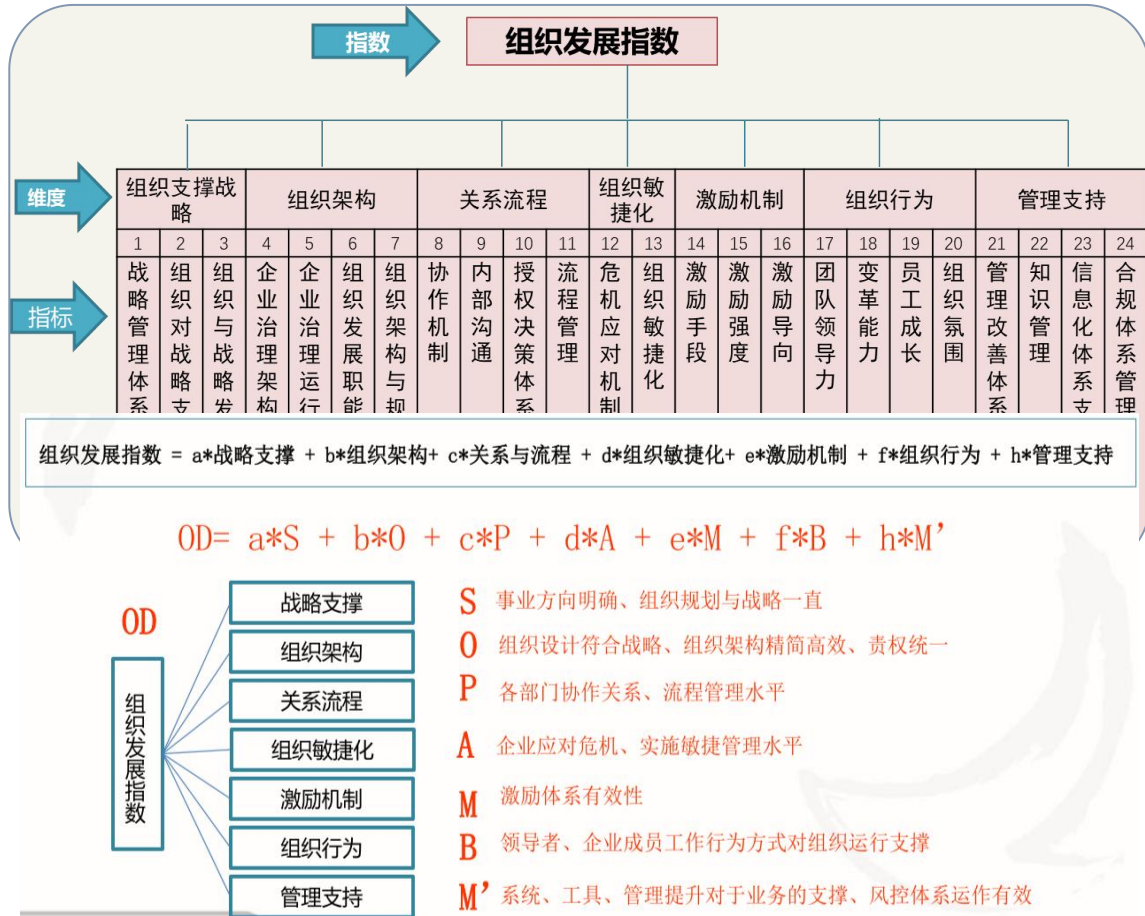 指数
组织发展指数
维度
组织支撑战略
组织架构
关系流程
组织敏捷化
激励机制
组织行为
管理支持
1 2 3 4 5 6 7 8 9 10 11 12 13 14 15 16 17 18 19 20 21 22 23 24
指标
战略管理体系
组织对战略支
组织与战略发
企业治理架构
企业治理运行
组织发展职能
组织架构与规
协作机制
内部沟通
授权决策体系
流程管理
危机应对机制
组织敏捷化
激励手段
激励强度
激励导向
团队领导力
变革能力
员工成长
组织氛围
管理改善体系
知识管理
信息化体系支
合规体系管理
组织发展指数 = a*战略支撑 + b*组织架构+ c*关系与流程 + d*组织敏捷化+ e*激励机制 + f*组织行为 + h*管理支持
OD= a*S + b*O + c*P + d*A + e*M + f*B + h*M’
OD
组织发展指数
战略支撑
S 事业方向明确、组织规划与战略一直
组织架构
O 组织设计符合战略、组织架构精简高效、责权统一
关系流程
P 各部门协作关系、流程管理水平
组织敏捷化
A 企业应对危机、实施敏捷管理水平
激励机制
M 激励体系有效性
组织行为
B 领导者、企业成员工作行为方式对组织运行支撑
管理支持
M’ 系统、工具、管理提升对于业务的支撑、风控体系运作有效